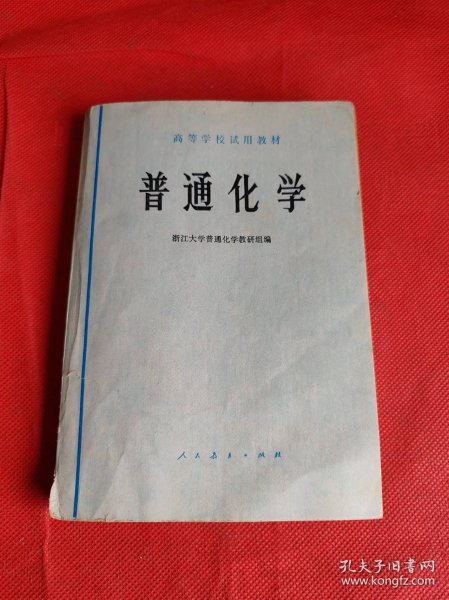 高等学校试用教材
普通化学
浙江大学普通化学教研组编
人民教育出版社
孔夫子旧书网
www.kongfz.com